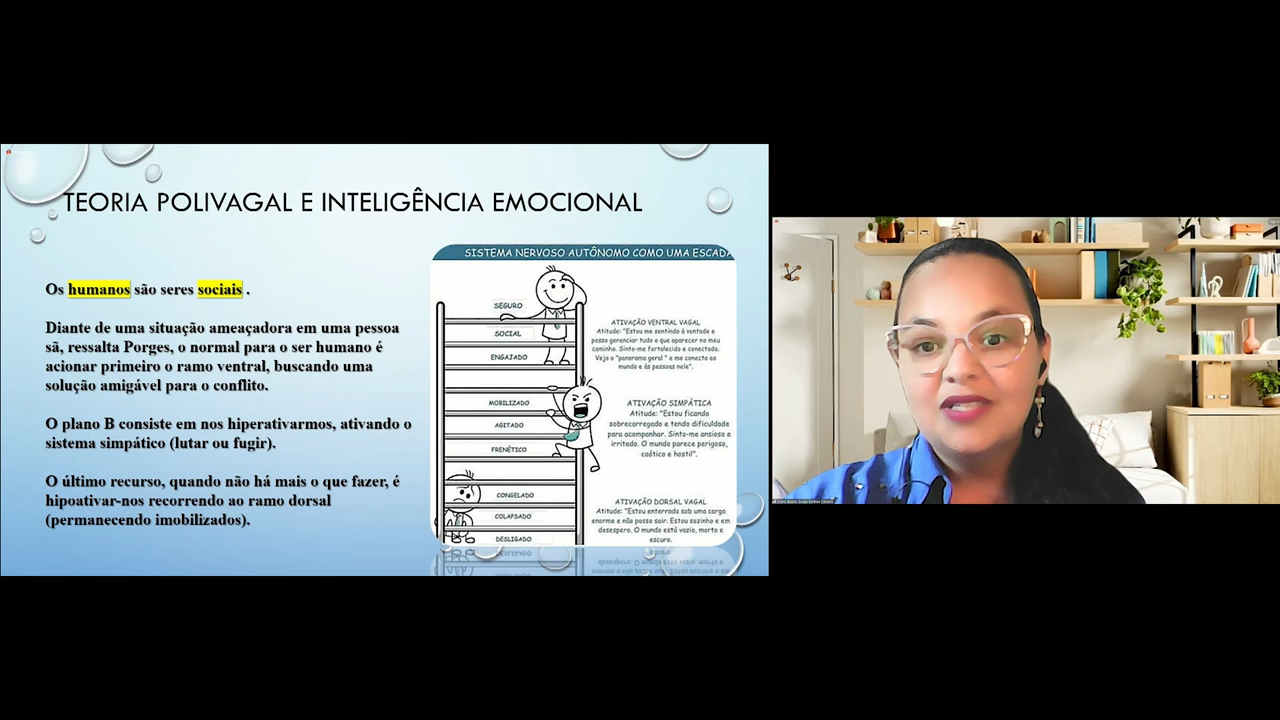 TEORIA POLIVAGAL E INTELIGÊNCIA EMOCIONAL
Os humanos são seres sociais .
Diante de uma situação ameaçadora em uma pessoa
sã, ressalta Porges, o normal para o ser humano é
acionar primeiro o ramo ventral, buscando uma
solução amigável para o conflito.
O plano B consiste em nos hiperativarmos, ativando o
sistema simpático (lutar ou fugir).
O último recurso, quando não há mais o que fazer, é
hipoativar-nos recorrendo ao ramo dorsal
(permanecendo imobilizados).
SISTEMA NERVOSO AUTÔNOMO COMO UMA ESCADA
SEGURO
SOCIAL
ENGAJADO
MOBILIZADO
AGITADO
FRENÉTICO
CONGELADO
COLAPSADO
DESLIGADO
ATIVAÇÃO VENTRAL VAGAL
Atitude: "Estou me sentindo à vontade e
posso gerenciar tudo o que aparecer no meu
caminho. Sinto-me fortalecido e conectado.
Vejo o "panorama geral" e me conecto ao
mundo e às pessoas nele".
ATIVAÇÃO SIMPÁTICA
Atitude: "Estou ficando
sobrecarregado e tendo dificuldade
para acompanhar. Sinto-me ansioso e
irritado. O mundo parece perigoso,
caótico e hostil".
ATIVAÇÃO DORSAL VAGAL
Atitude: "Estou enterrado sob uma carga
enorme e não posso sair. Estou sozinho e em
desespero. O mundo está vazio, morto e
escuro.